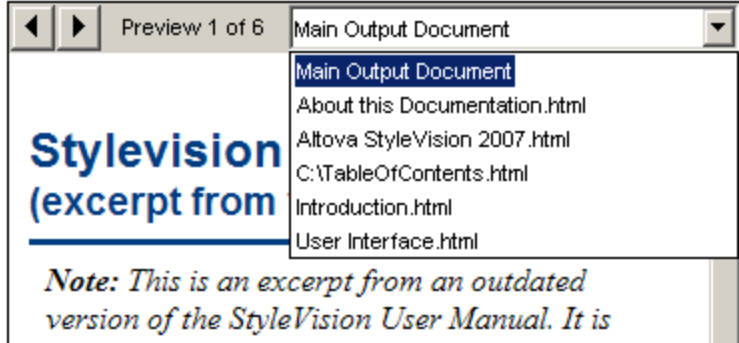 Preview 1 of 6 Main Output Document
Main Output Document
About this Documentation.html
Altova StyleVision 2007.html
C:\TableOfContents.html
Introduction.html
User Interface.html
Stylevision
(excerpt from
Note: This is an excerpt from an outdated
version of the StyleVision User Manual. It is